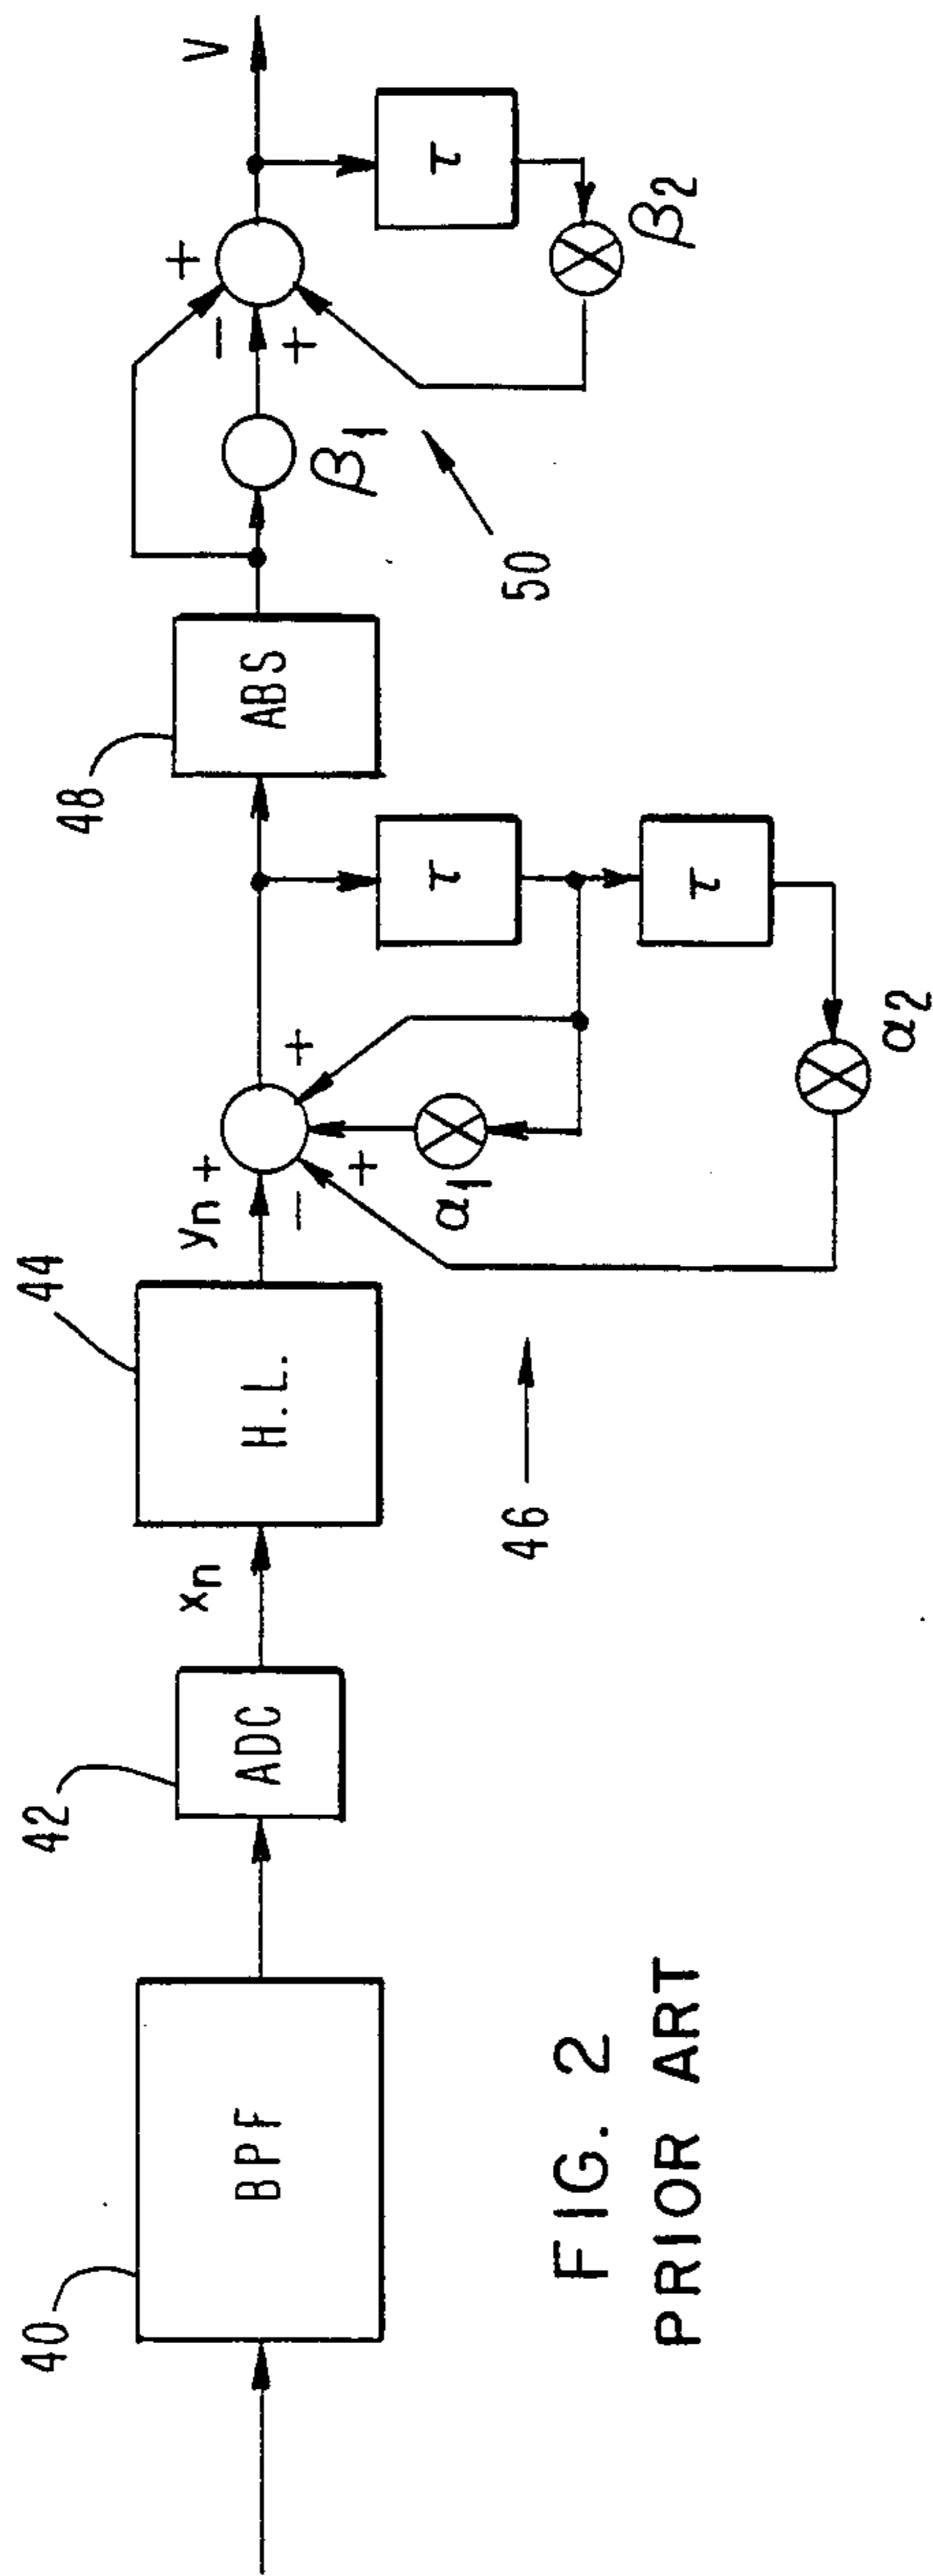 40
BPF
42
ADC
xn
44
H.L.
yn
+
−
+
+
α1
α2
τ
τ
46
48
ABS
β1
50
+
−
+
τ
β2
V
FIG. 2
PRIOR ART